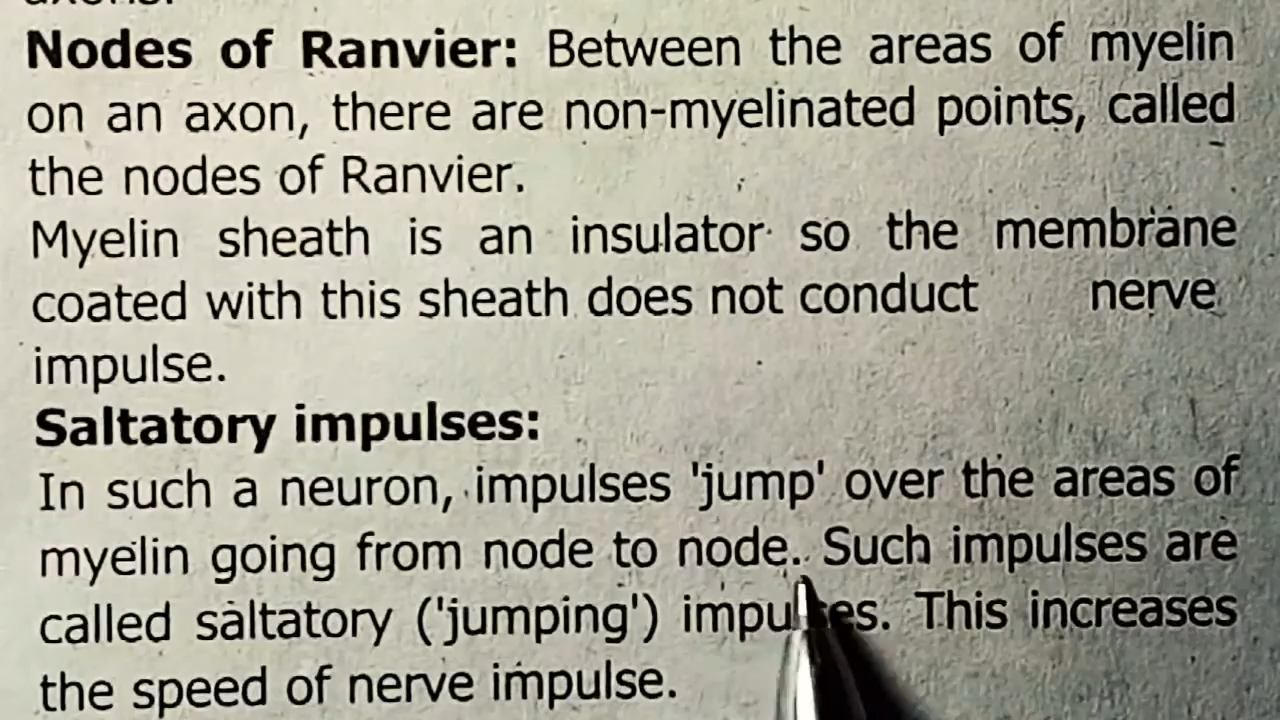 axons.
Nodes of Ranvier: Between the areas of myelin
on an axon, there are non-myelinated points, called
the nodes of Ranvier.
Myelin sheath is an insulator so the membrane
coated with this sheath does not conduct nerve
impulse.
Saltatory impulses:
In such a neuron, impulses 'jump' over the areas of
myelin going from node to node. Such impulses are
called saltatory ('jumping') impulses. This increases
the speed of nerve impulse.